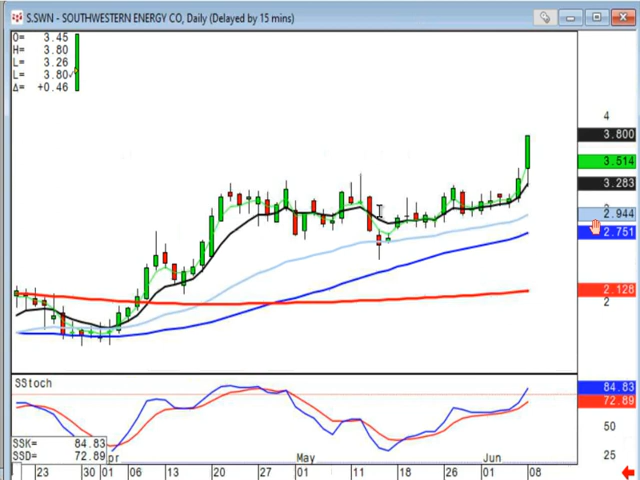 S.SWN - SOUTHWESTERN ENERGY CO, Daily (Delayed by 15 mins)
O= 3.45
H= 3.80
L= 3.26
L= 3.80
Δ= +0.46
4
3.800
3.514
3.283
2.944
2.751
2.128
2
SStoch
84.83
72.89
50
25
SSK= 84.83
SSD= 72.89
pr
May
Jun
23
30
01
06
13
20
27
01
11
18
26
01
08